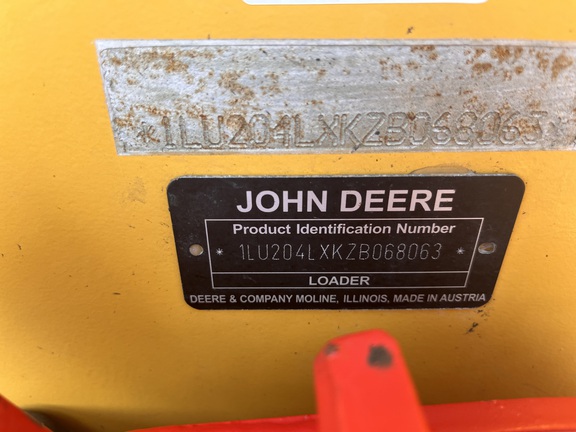 *1LU204LXKZB068063*
JOHN DEERE
Product Identification Number
* 1LU204LXKZB068063 *
LOADER
DEERE & COMPANY MOLINE, ILLINOIS, MADE IN AUSTRIA